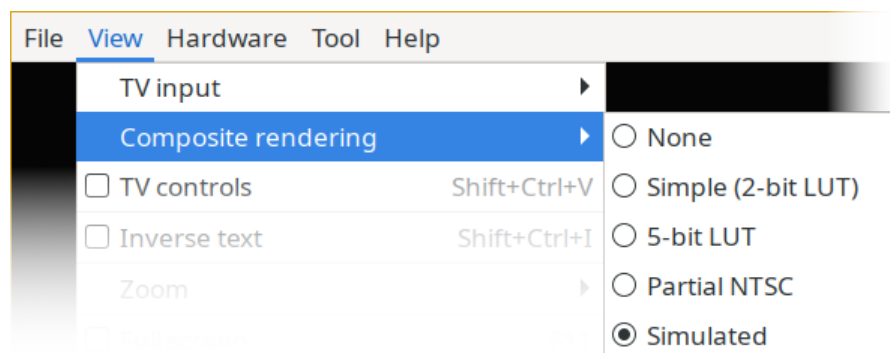 File View Hardware Tool Help
TV input
Composite rendering
None
TV controls Shift+Ctrl+V
Simple (2-bit LUT)
Inverse text Shift+Ctrl+I
5-bit LUT
Zoom
Partial NTSC
Simulated